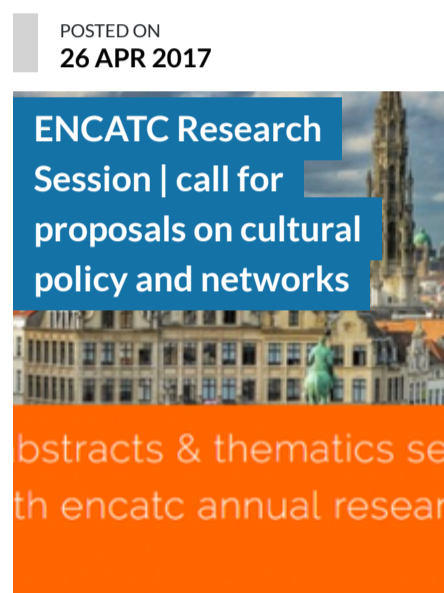 POSTED ON
26 APR 2017
ENCATC Research
Session | call for
proposals on cultural
policy and networks
bstracts & thematics se
th encatc annual resear